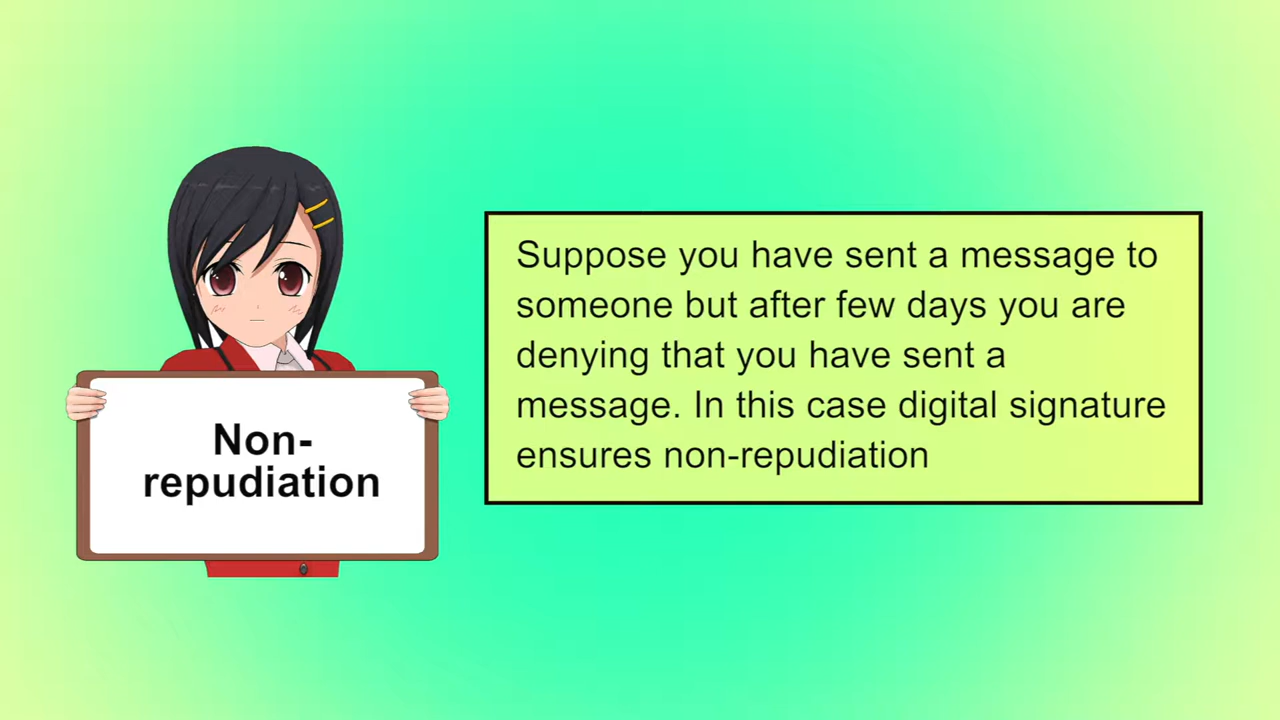 Non-
repudiation
Suppose you have sent a message to
someone but after few days you are
denying that you have sent a
message. In this case digital signature
ensures non-repudiation